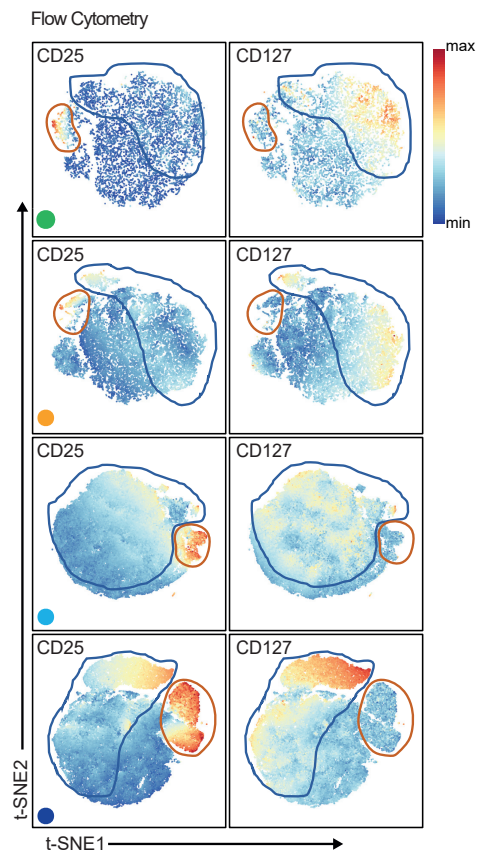 Flow Cytometry
CD25
CD127
max
min
CD25
CD127
CD25
CD127
CD25
CD127
t-SNE2
t-SNE1